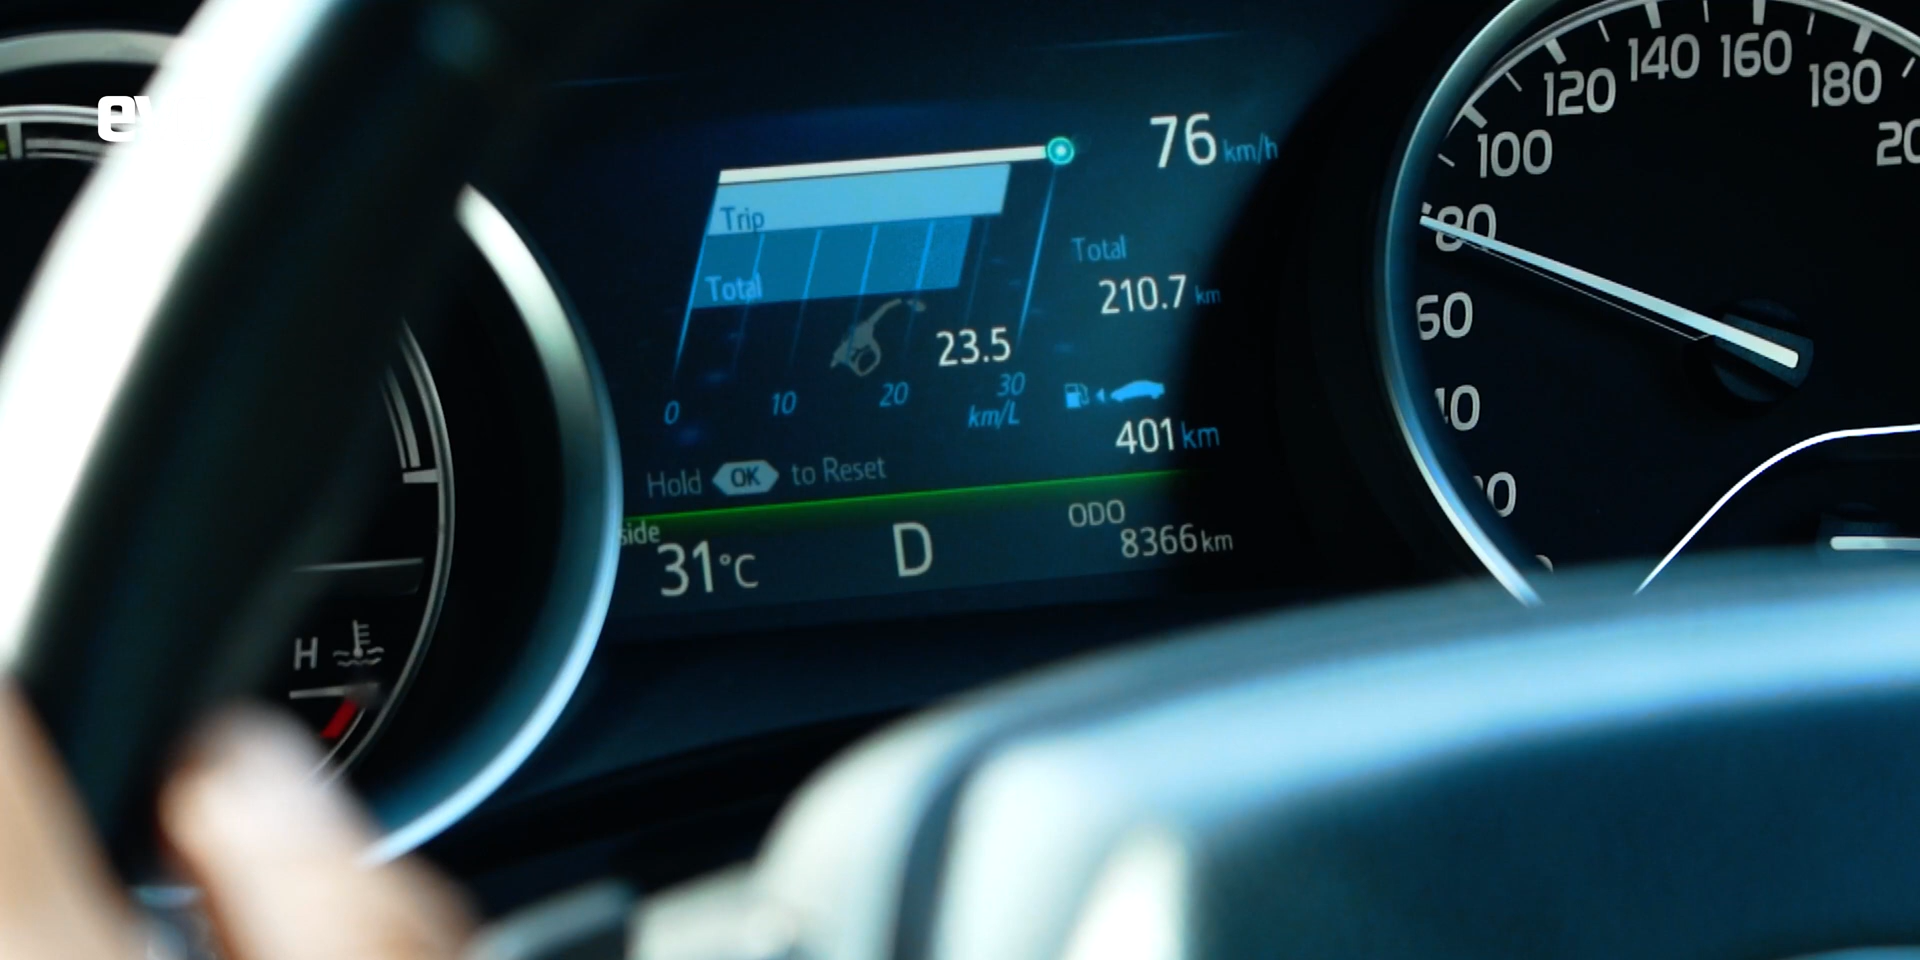 76 km/h
Trip
Total
Total
210.7 km
23.5
0 10 20 30
km/L
401 km
Hold OK to Reset
31°C
D
ODO
8366 km
H
60
80
100
120
140
160
180